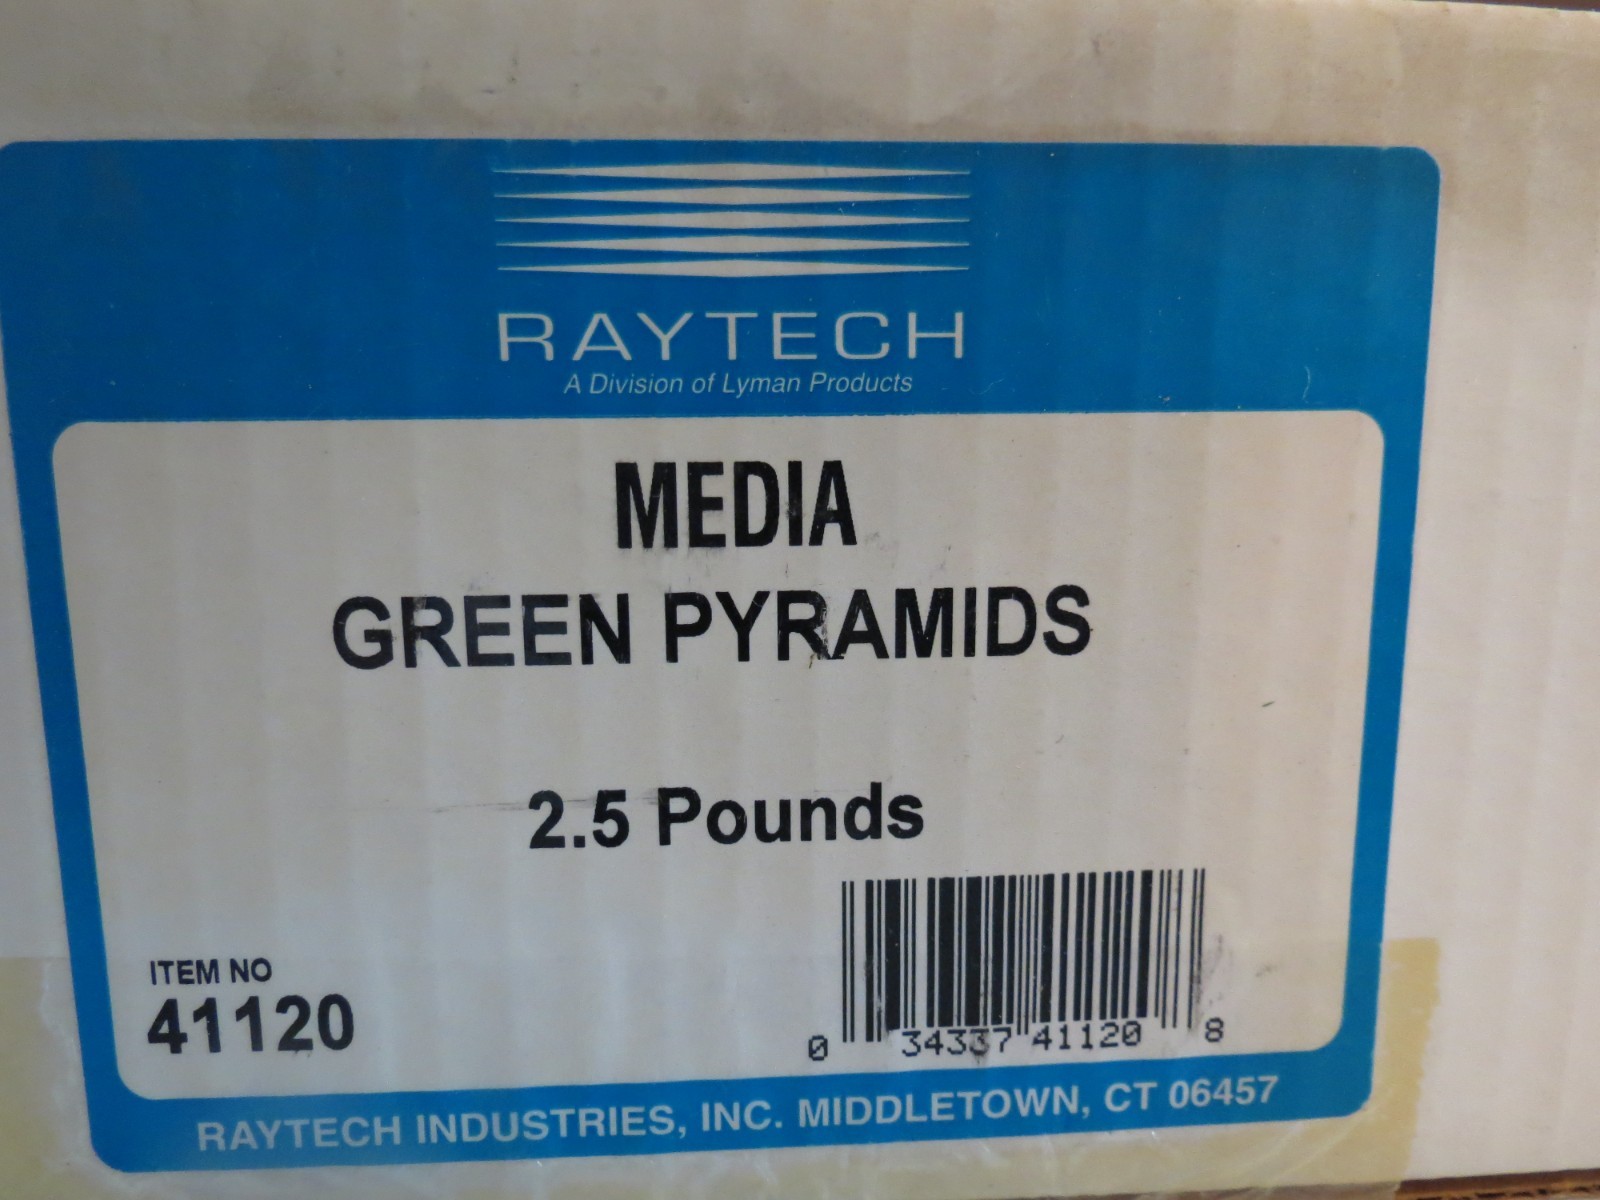 RAYTECH
A Division of Lyman Products
MEDIA
GREEN PYRAMIDS
2.5 Pounds
ITEM NO
41120
0 34337 41120 8
RAYTECH INDUSTRIES, INC. MIDDLETOWN, CT 06457